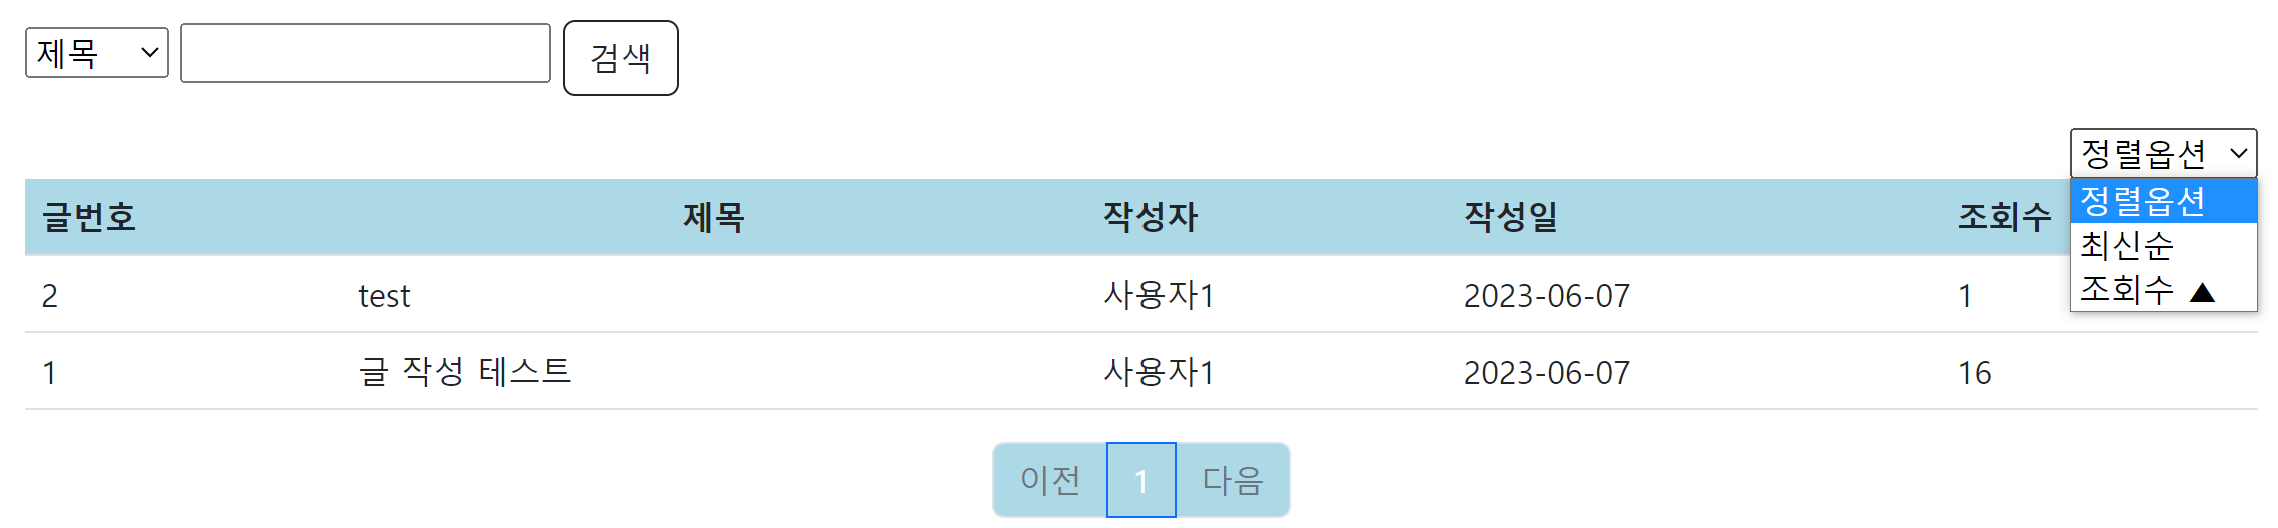 제목 검색
정렬옵션
정렬옵션
최신순
조회수 ▲
글번호 제목 작성자 작성일 조회수
2 test 사용자1 2023-06-07 1
1 글 작성 테스트 사용자1 2023-06-07 16
이전 1 다음